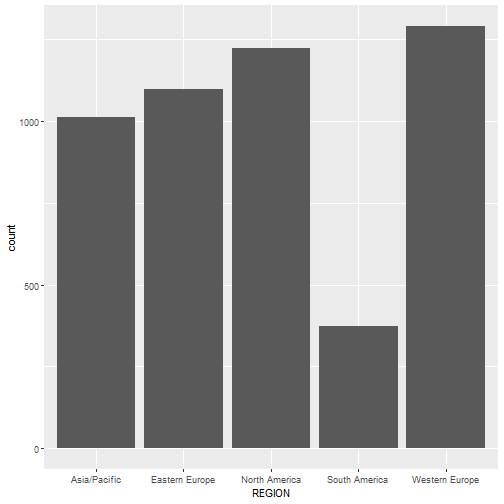 count
1000
500
0
Asia/Pacific Eastern Europe North America South America Western Europe
REGION